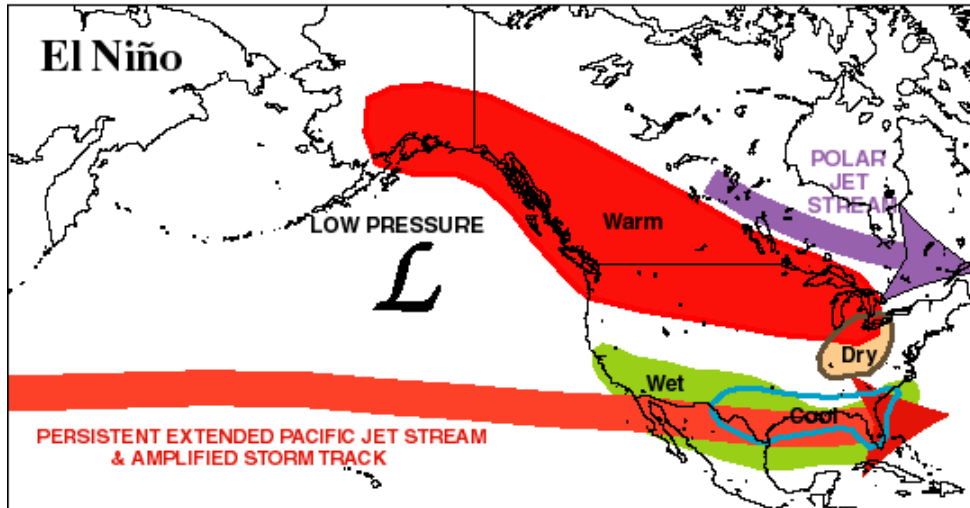 El Niño
POLAR
JET
STREAM
LOW PRESSURE
L
Warm
Dry
Wet
Cool
PERSISTENT EXTENDED PACIFIC JET STREAM
& AMPLIFIED STORM TRACK